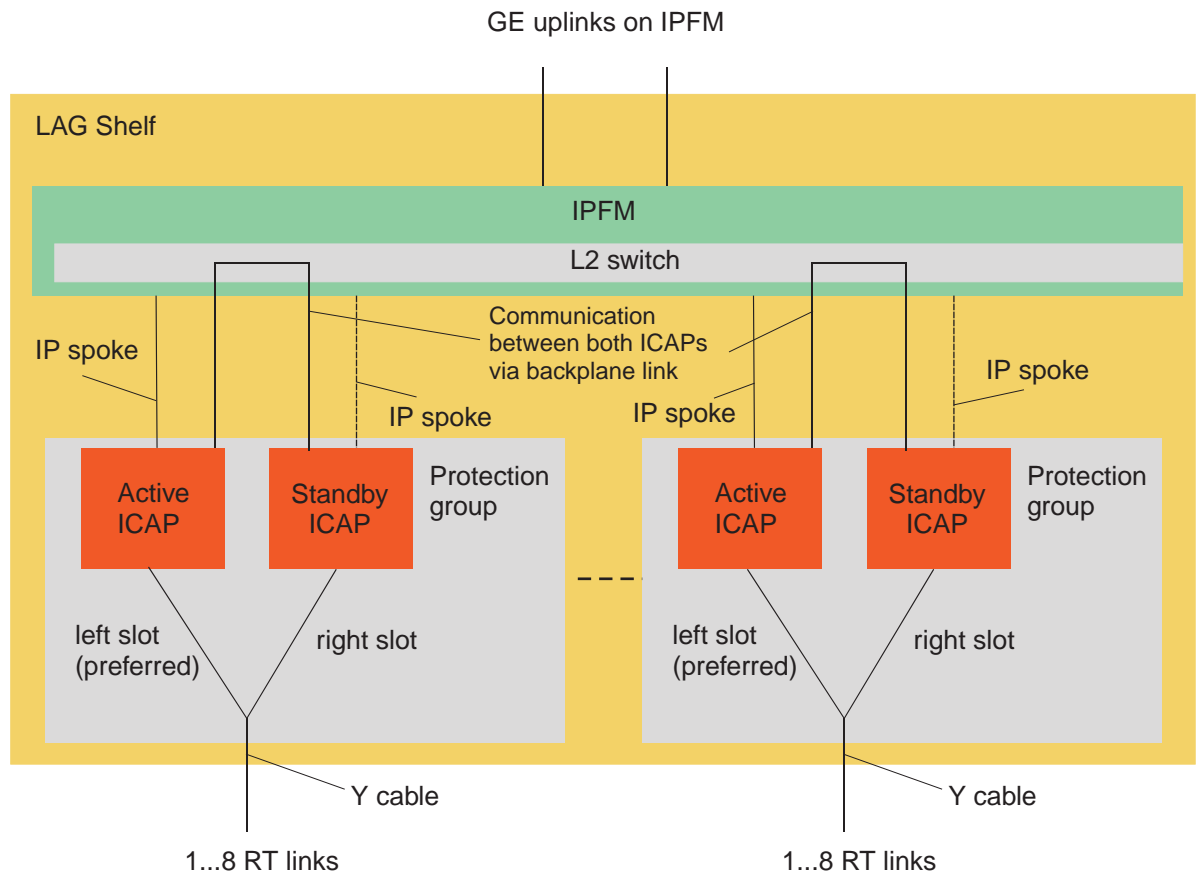 GE uplinks on IPFM
LAG Shelf
IPFM
L2 switch
Communication
between both ICAPs
via backplane link
IP spoke
IP spoke
IP spoke
IP spoke
Active
ICAP
Standby
ICAP
Protection
group
Active
ICAP
Standby
ICAP
Protection
group
left slot
(preferred)
right slot
left slot
(preferred)
right slot
Y cable
Y cable
1...8 RT links
1...8 RT links